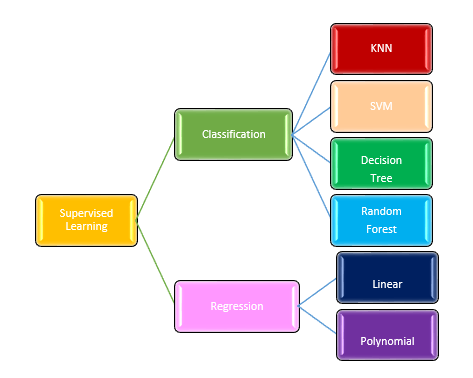 KNN
SVM
Classification
Decision
Tree
Supervised
Learning
Random
Forest
Regression
Linear
Polynomial